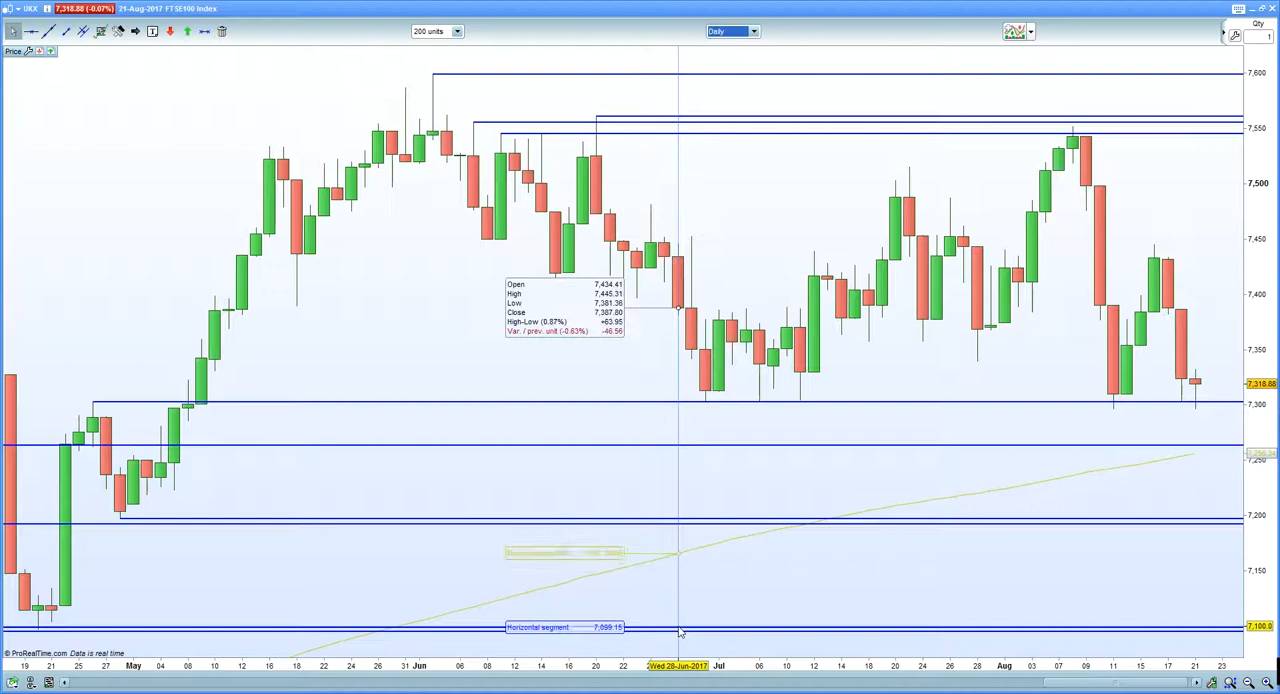 UKX 7,318.88 (-0.07%) 21-Aug-2017 FTSE100 Index
200 units Daily Qty
1
Price
7,600
7,550
7,500
7,450
7,400
7,350
7,318.88
7,300
7,250
7,200
7,150
7,100.0
Open 7,434.41
High 7,445.31
Low 7,381.36
Close 7,387.80
High-Low (0.87%) +63.95
Var. / prev. unit (-0.63%) -46.56
Horizontal segment 7,099.15
© ProRealTime.com Data is real time
19 25 May 04 08 10 12 16 18 22 24 26 31 Jun 06 08 12 14 16 20 22 Wed 28-Jun-2017 Jul 06 10 12 14 18 20 24 26 28 Aug 03 07 09 11 15 17 21 23